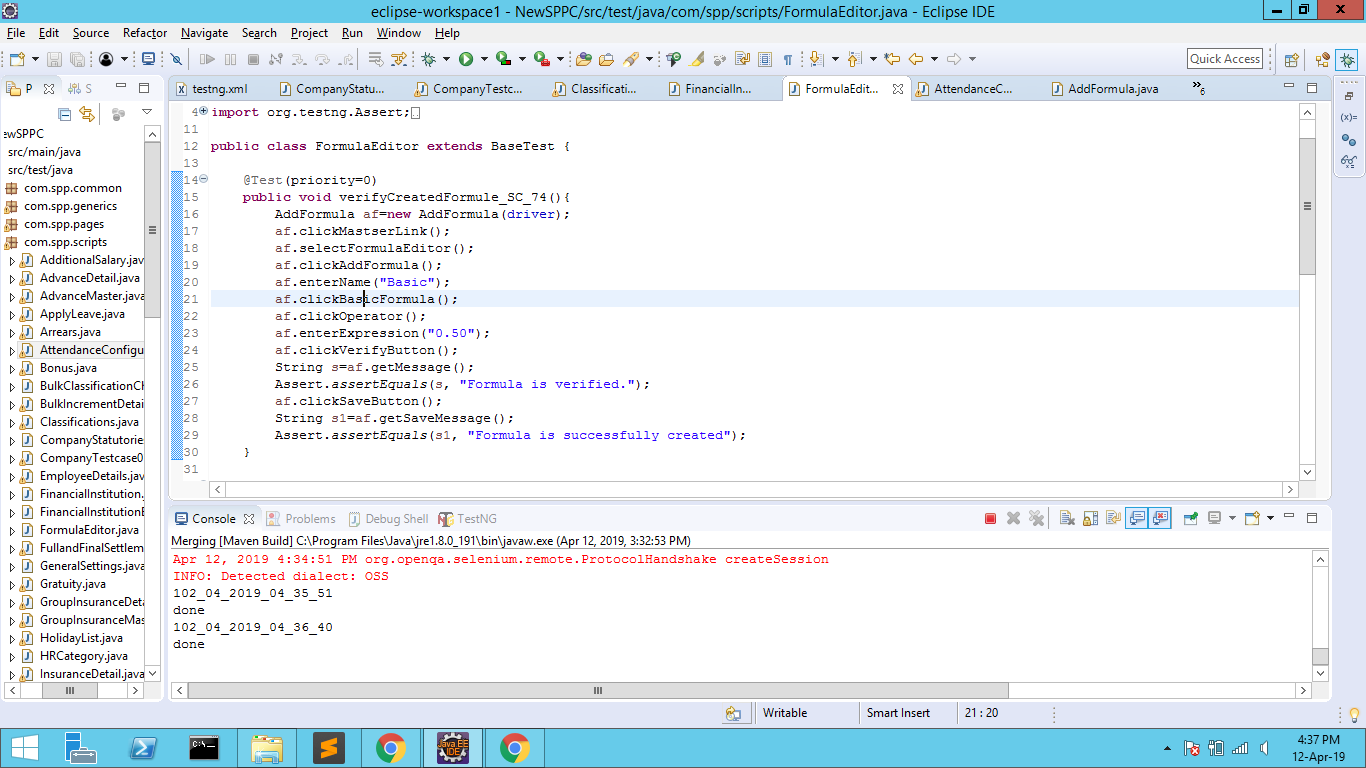 eclipse-workspace1 - NewSPPC/src/test/java/com/spp/scripts/FormulaEditor.java - Eclipse IDE
File Edit Source Refactor Navigate Search Project Run Window Help
Quick Access
P S
testng.xml CompanyStatu... CompanyTestc... Classificati... FinancialIn... FormulaEdit... AttendanceC... AddFormula.java »6
ewSPPC
src/main/java
src/test/java
com.spp.common
com.spp.generics
com.spp.pages
com.spp.scripts
AdditionalSalary.jav
AdvanceDetail.java
AdvanceMaster.java
ApplyLeave.java
Arrears.java
AttendanceConfigu
Bonus.java
BulkClassificationCh
BulkIncrementDetai
Classifications.java
CompanyStatutorie
CompanyTestcase0
EmployeeDetails.jav
FinancialInstitution.
FinancialInstitutionE
FormulaEditor.java
FullandFinalSettlem
GeneralSettings.java
Gratuity.java
GroupInsuranceDeta
GroupInsuranceMas
HolidayList.java
HRCategory.java
InsuranceDetail.java
4 import org.testng.Assert;
11
12 public class FormulaEditor extends BaseTest {
13
14 @Test(priority=0)
15 public void verifyCreatedFormule_SC_74(){
16 AddFormula af=new AddFormula(driver);
17 af.clickMastserLink();
18 af.selectFormulaEditor();
19 af.clickAddFormula();
20 af.enterName("Basic");
21 af.clickBasicFormula();
22 af.clickOperator();
23 af.enterExpression("0.50");
24 af.clickVerifyButton();
25 String s=af.getMessage();
26 Assert.assertEquals(s, "Formula is verified.");
27 af.clickSaveButton();
28 String s1=af.getSaveMessage();
29 Assert.assertEquals(s1, "Formula is successfully created");
30 }
31
(x)=
Console Problems Debug Shell TestNG
Merging [Maven Build] C:\Program Files\Java\jre1.8.0_191\bin\javaw.exe (Apr 12, 2019, 3:32:53 PM)
Apr 12, 2019 4:34:51 PM org.openqa.selenium.remote.ProtocolHandshake createSession
INFO: Detected dialect: OSS
102_04_2019_04_35_51
done
102_04_2019_04_36_40
done
Writable Smart Insert 21 : 20
Java EE
IDE
4:37 PM
12-Apr-19